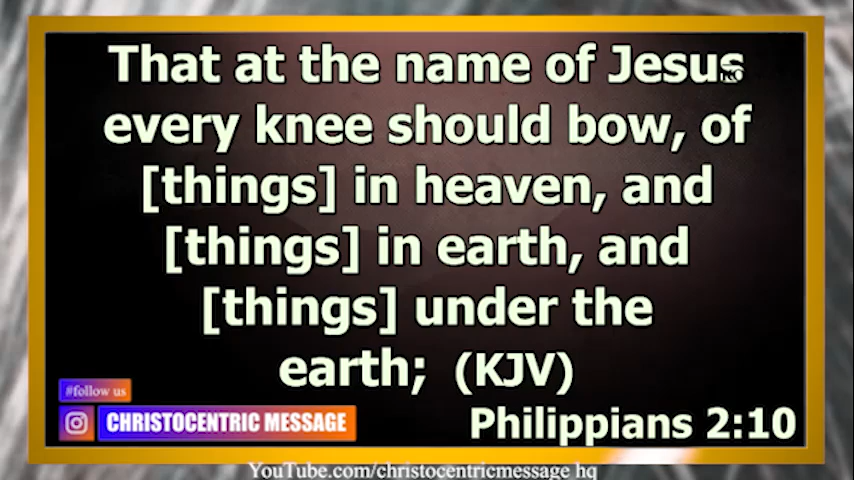 That at the name of Jesus
every knee should bow, of
[things] in heaven, and
[things] in earth, and
[things] under the
earth; (KJV)
#follow us
CHRISTOCENTRIC MESSAGE
Philippians 2:10
YouTube.com/christocentricmessage hq